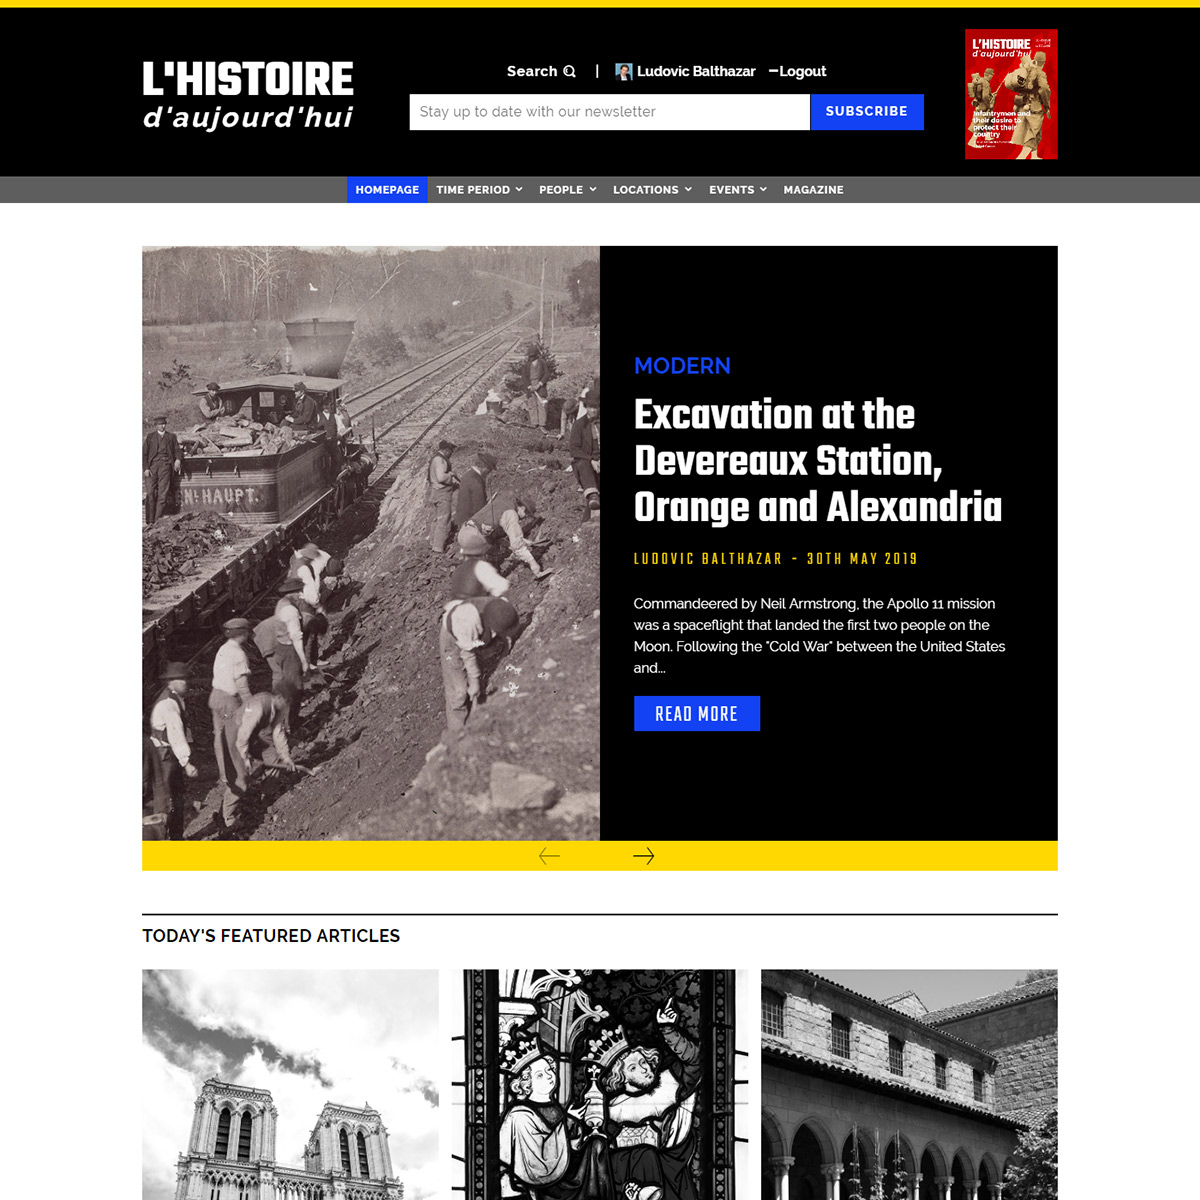 L'HISTOIRE
d'aujourd'hui
Search | Ludovic Balthazar Logout
Stay up to date with our newsletter SUBSCRIBE
L'HISTOIRE
d'aujourd'hui
Infantrymen and
their desire to
protect their
country
HOMEPAGE TIME PERIOD PEOPLE LOCATIONS EVENTS MAGAZINE
HAUPT.
MODERN
Excavation at the
Devereaux Station,
Orange and Alexandria
LUDOVIC BALTHAZAR - 30TH MAY 2019
Commandeered by Neil Armstrong, the Apollo 11 mission
was a spaceflight that landed the first two people on the
Moon. Following the "Cold War" between the United States
and...
READ MORE
TODAY'S FEATURED ARTICLES